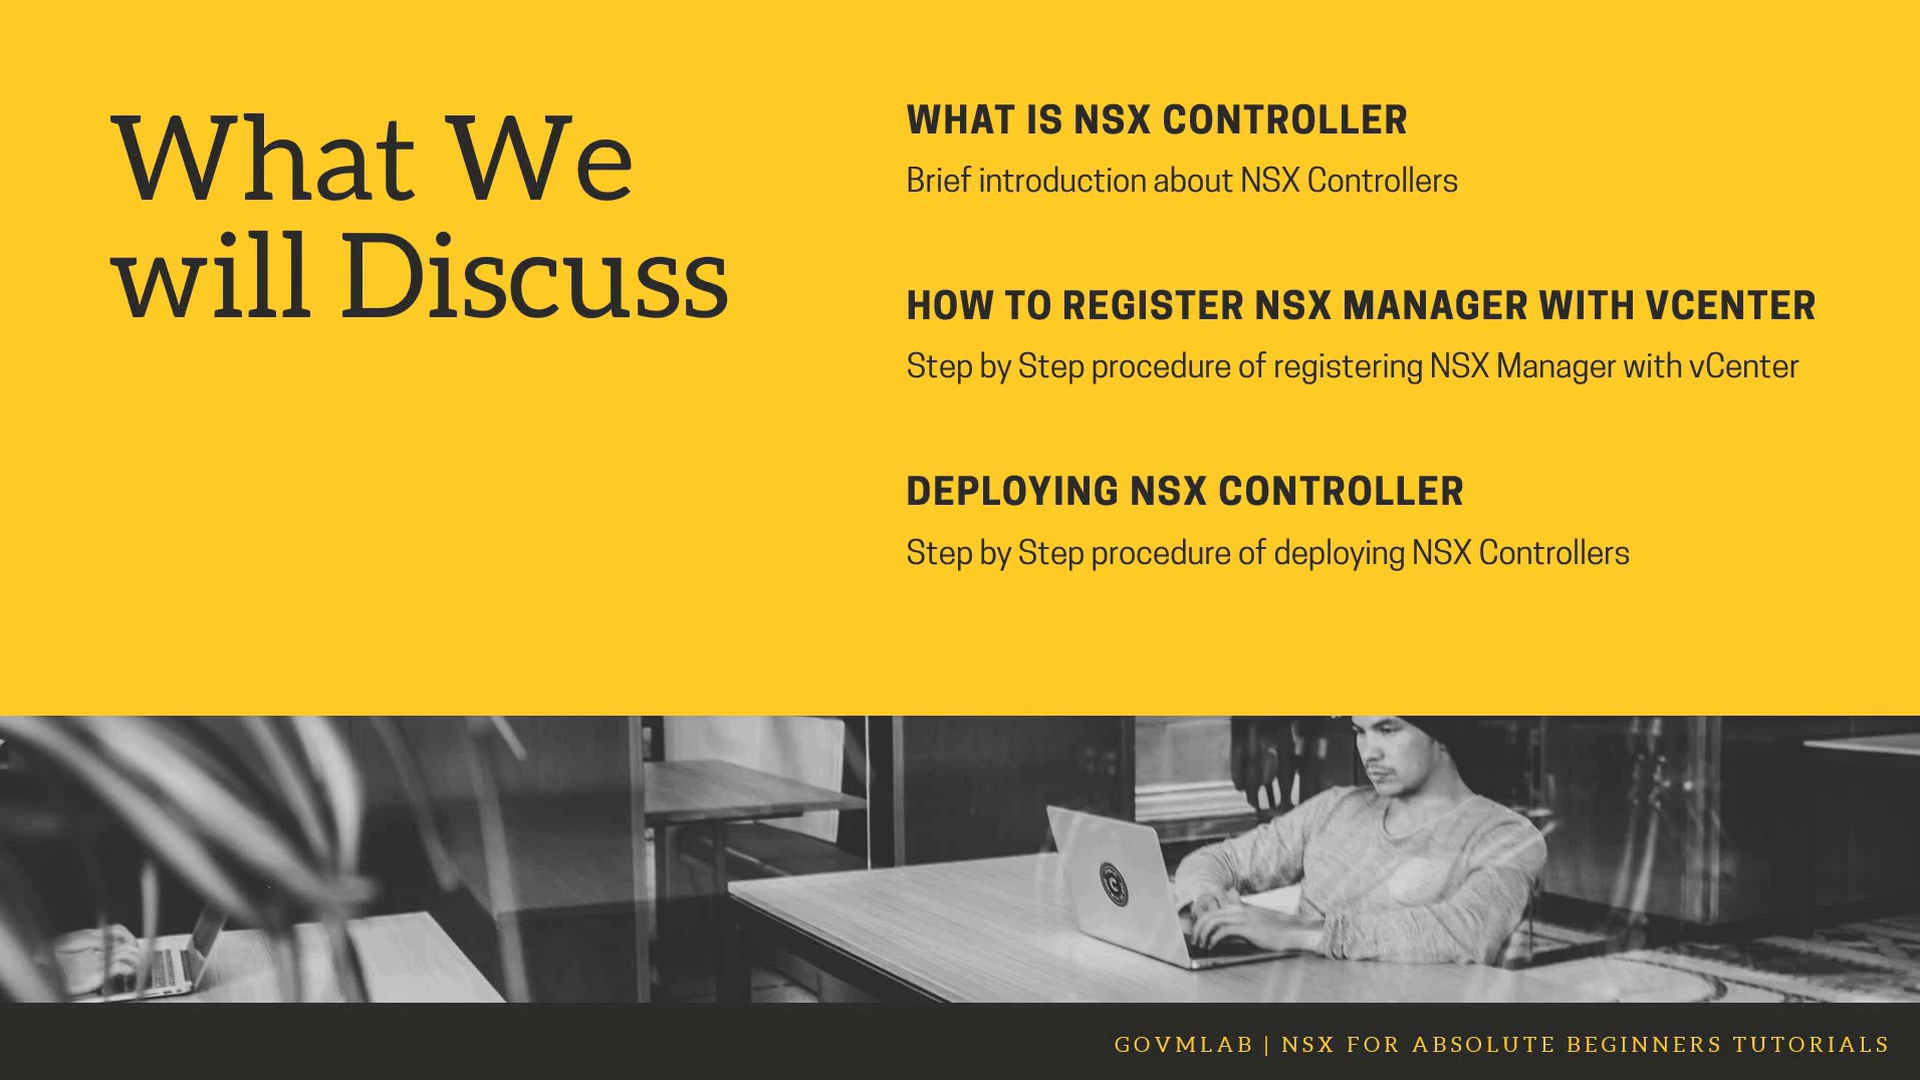 What We
will Discuss
WHAT IS NSX CONTROLLER
Brief introduction about NSX Controllers
HOW TO REGISTER NSX MANAGER WITH VCENTER
Step by Step procedure of registering NSX Manager with vCenter
DEPLOYING NSX CONTROLLER
Step by Step procedure of deploying NSX Controllers
C
GOVMLAB | NSX FOR ABSOLUTE BEGINNERS TUTORIALS